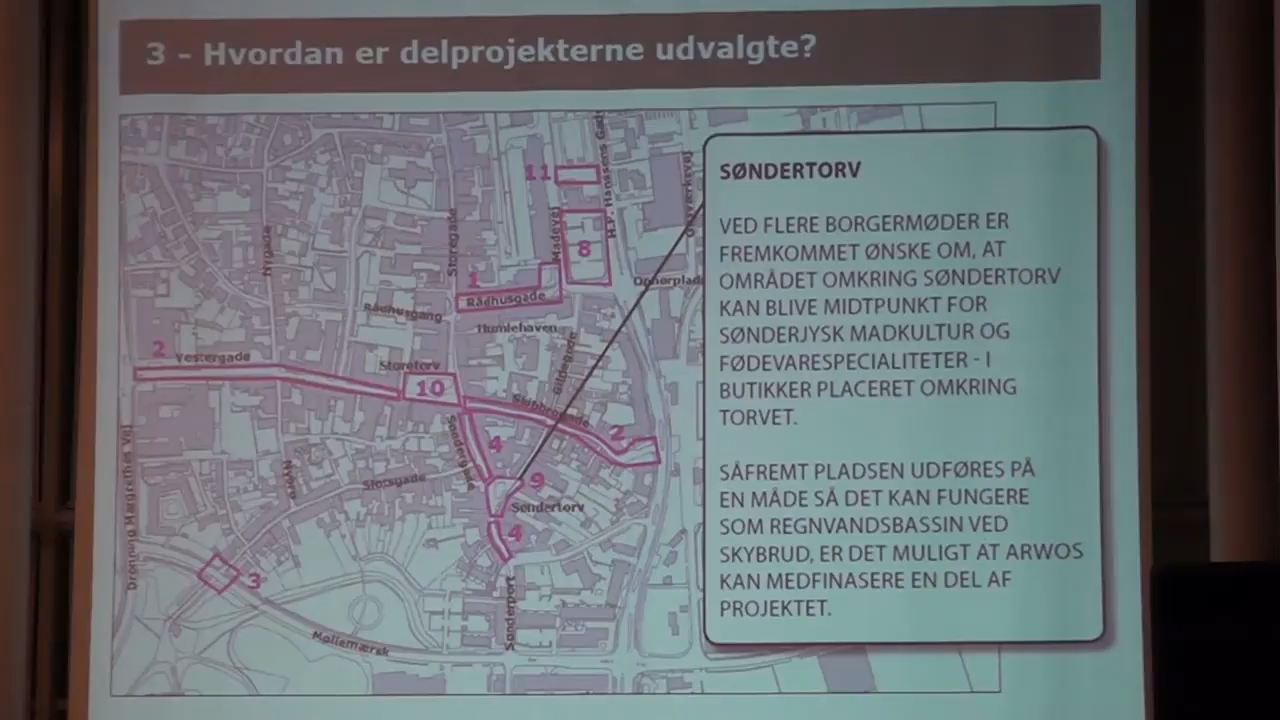 3 - Hvordan er delprojekterne udvalgte?
11
H.P. Hanssens Gade
Nygade
Storegade
Madevej
8
1
Rådhusgade
Rådhusgang
Humlehaven
Gildegade
2
Vestergade
Storetorv
10
Skibbrogade
2
Søndergade
4
9
Nybro
Slotsgade
Søndertorv
4
Dronning Margrethes Vej
3
Sønderport
Møllemærsk
SØNDERTORV
VED FLERE BORGERMØDER ER
FREMKOMMET ØNSKE OM, AT
OMRÅDET OMKRING SØNDERTORV
KAN BLIVE MIDTPUNKT FOR
SØNDERJYSK MADKULTUR OG
FØDEVARESPECIALITETER - I
BUTIKKER PLACERET OMKRING
TORVET.
SÅFREMT PLADSEN UDFØRES PÅ
EN MÅDE SÅ DET KAN FUNGERE
SOM REGNVANDSBASSIN VED
SKYBRUD, ER DET MULIGT AT ARWOS
KAN MEDFINASERE EN DEL AF
PROJEKTET.